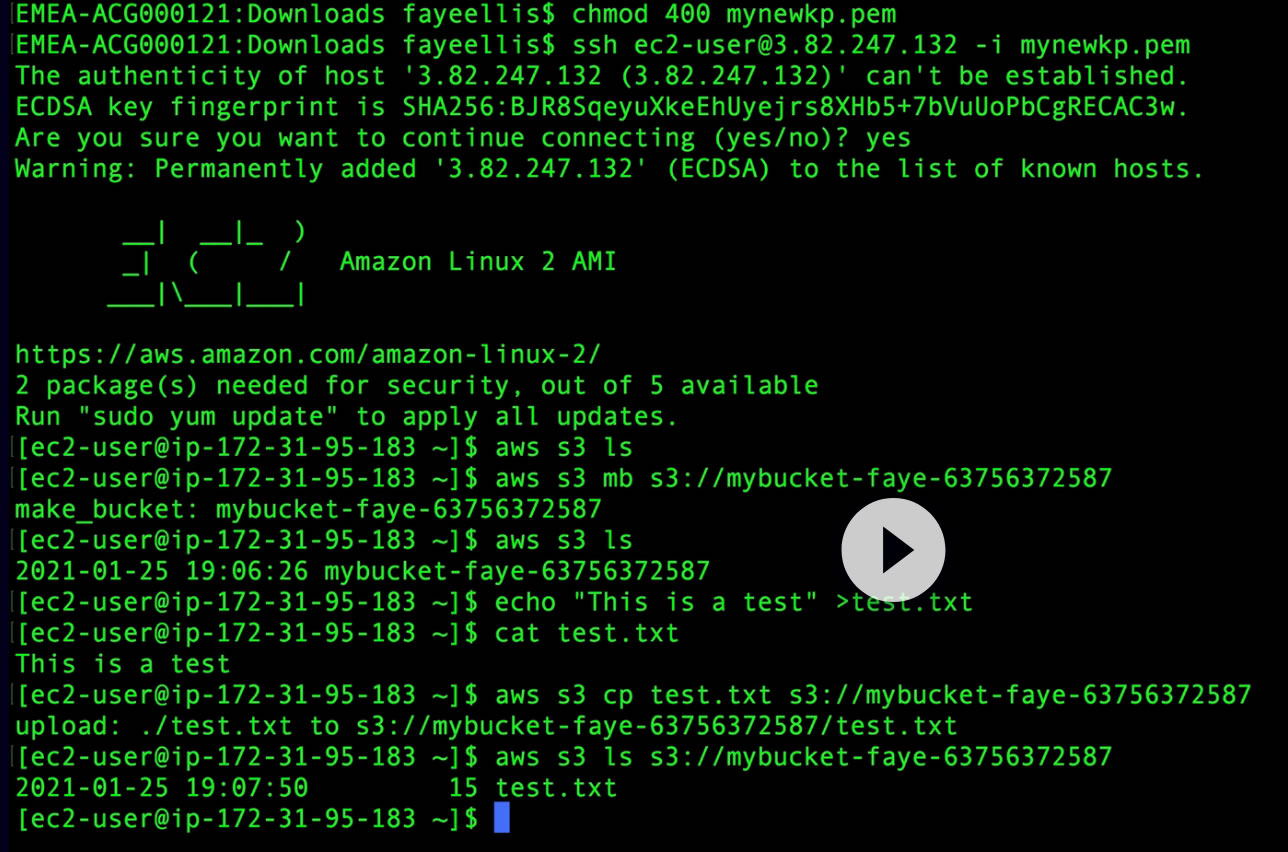 EMEA-ACG000121:Downloads fayeellis$ chmod 400 mynewkp.pem
[EMEA-ACG000121:Downloads fayeellis$ ssh ec2-user@3.82.247.132 -i mynewkp.pem
The authenticity of host '3.82.247.132 (3.82.247.132)' can't be established.
ECDSA key fingerprint is SHA256:BJR8SqeyuXkeEhUyejrs8XHb5+7bVuUoPbCgRECAC3w.
Are you sure you want to continue connecting (yes/no)? yes
Warning: Permanently added '3.82.247.132' (ECDSA) to the list of known hosts.

       __|  __|_  )
       _|  (     /   Amazon Linux 2 AMI
      ___|\___|___|

https://aws.amazon.com/amazon-linux-2/
2 package(s) needed for security, out of 5 available
Run "sudo yum update" to apply all updates.
[[ec2-user@ip-172-31-95-183 ~]$ aws s3 ls
[[ec2-user@ip-172-31-95-183 ~]$ aws s3 mb s3://mybucket-faye-63756372587
make_bucket: mybucket-faye-63756372587
[[ec2-user@ip-172-31-95-183 ~]$ aws s3 ls
2021-01-25 19:06:26 mybucket-faye-63756372587
[[ec2-user@ip-172-31-95-183 ~]$ echo "This is a test" >test.txt
[[ec2-user@ip-172-31-95-183 ~]$ cat test.txt
This is a test
[[ec2-user@ip-172-31-95-183 ~]$ aws s3 cp test.txt s3://mybucket-faye-63756372587
upload: ./test.txt to s3://mybucket-faye-63756372587/test.txt
[[ec2-user@ip-172-31-95-183 ~]$ aws s3 ls s3://mybucket-faye-63756372587
2021-01-25 19:07:50         15 test.txt
[ec2-user@ip-172-31-95-183 ~]$